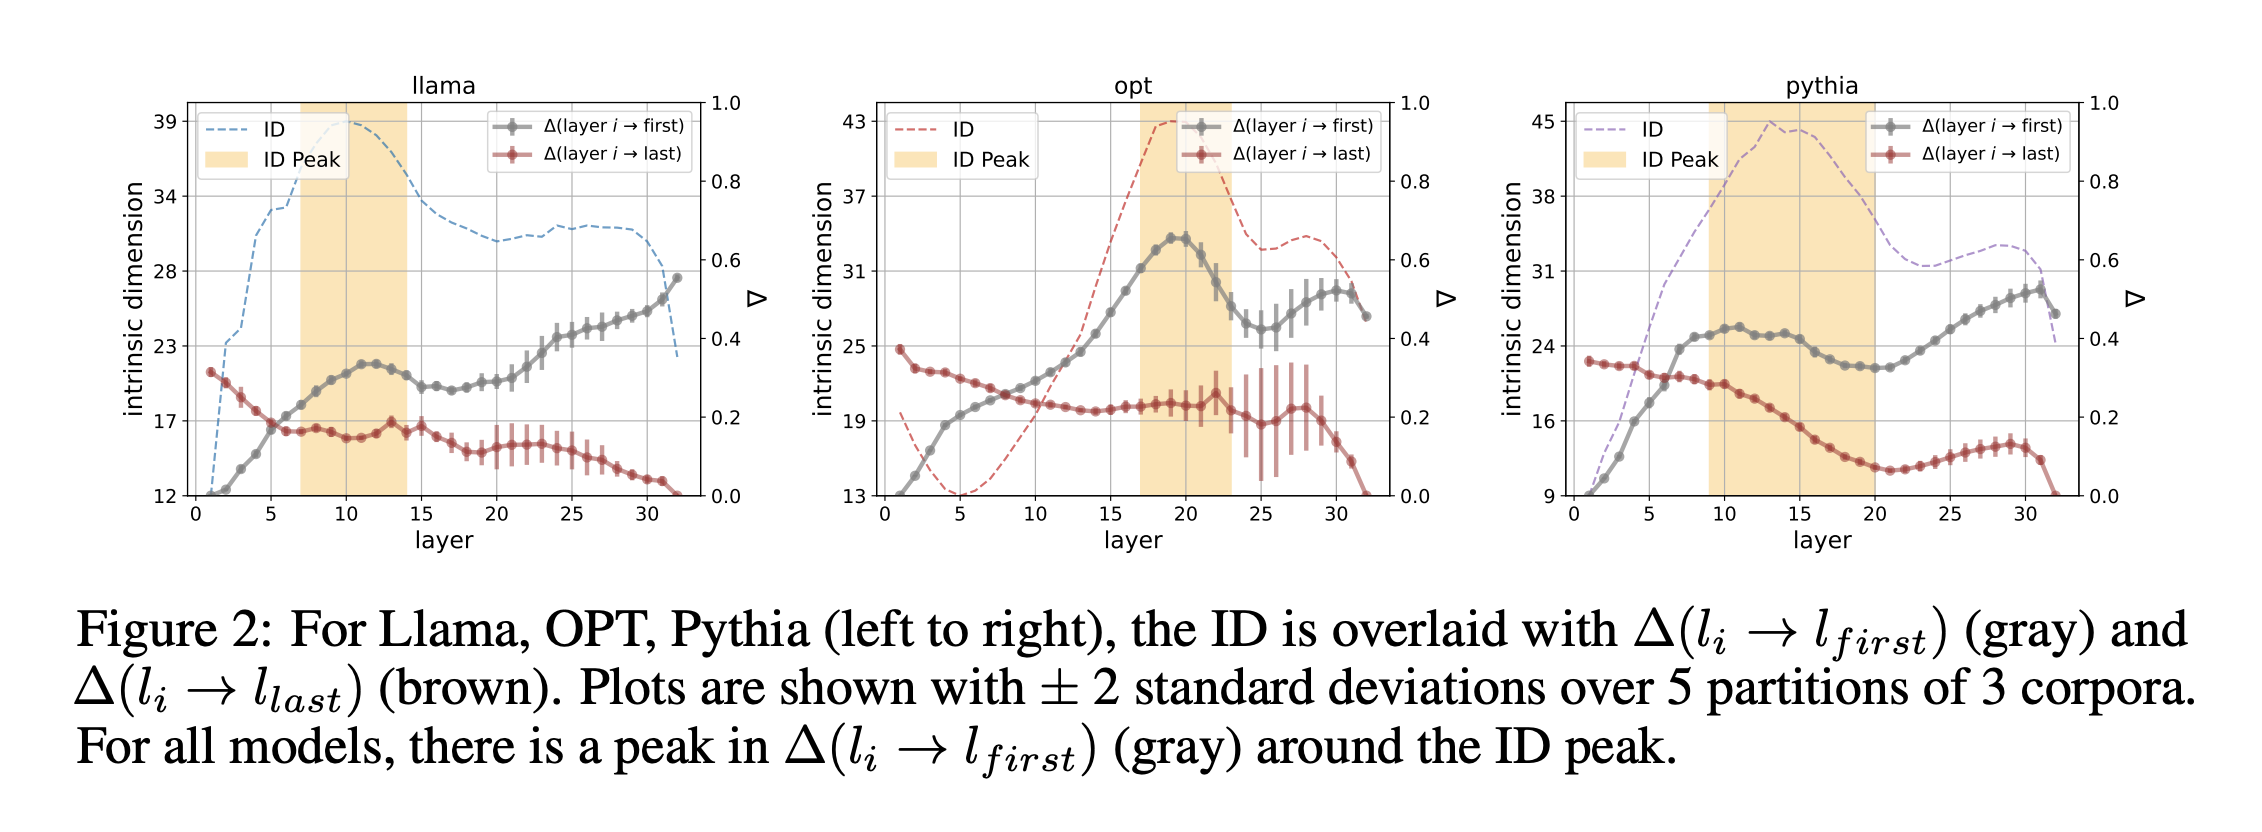 llama
ID
ID Peak
Δ(layer i → first)
Δ(layer i → last)
intrinsic dimension
39
34
28
23
17
12
1.0
0.8
0.6
0.4
0.2
0.0
Δ
0 5 10 15 20 25 30
layer
opt
ID
ID Peak
Δ(layer i → first)
Δ(layer i → last)
intrinsic dimension
43
37
31
25
19
13
1.0
0.8
0.6
0.4
0.2
0.0
Δ
0 5 10 15 20 25 30
layer
pythia
ID
ID Peak
Δ(layer i → first)
Δ(layer i → last)
intrinsic dimension
45
38
31
24
16
9
1.0
0.8
0.6
0.4
0.2
0.0
Δ
0 5 10 15 20 25 30
layer
Figure 2: For Llama, OPT, Pythia (left to right), the ID is overlaid with Δ(l_i → l_first) (gray) and
Δ(l_i → l_last) (brown). Plots are shown with ± 2 standard deviations over 5 partitions of 3 corpora.
For all models, there is a peak in Δ(l_i → l_first) (gray) around the ID peak.